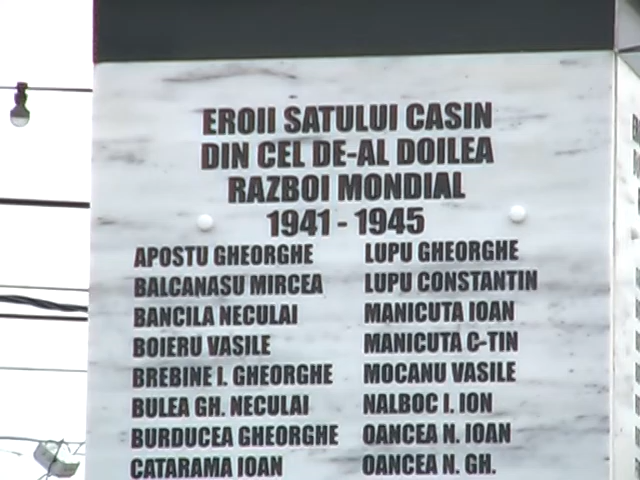 EROII SATULUI CASIN
DIN CEL DE-AL DOILEA
RAZBOI MONDIAL
1941 - 1945
APOSTU GHEORGHE
BALCANASU MIRCEA
BANCILA NECULAI
BOIERU VASILE
BREBINE I. GHEORGHE
BULEA GH. NECULAI
BURDUCEA GHEORGHE
CATARAMA IOAN
LUPU GHEORGHE
LUPU CONSTANTIN
MANICUTA IOAN
MANICUTA C-TIN
MOCANU VASILE
NALBOC I. ION
OANCEA N. IOAN
OANCEA N. GH.